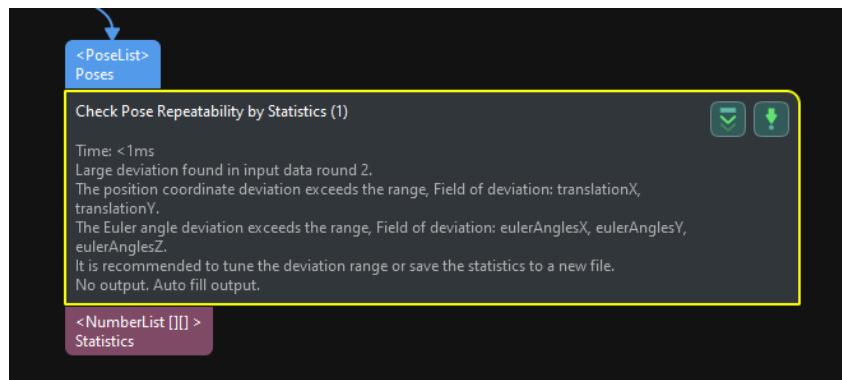 <PoseList>
Poses
Check Pose Repeatability by Statistics (1)
Time: <1ms
Large deviation found in input data round 2.
The position coordinate deviation exceeds the range, Field of deviation: translationX,
translationY.
The Euler angle deviation exceeds the range, Field of deviation: eulerAnglesX, eulerAnglesY,
eulerAnglesZ.
It is recommended to tune the deviation range or save the statistics to a new file.
No output. Auto fill output.
<NumberList [][] >
Statistics